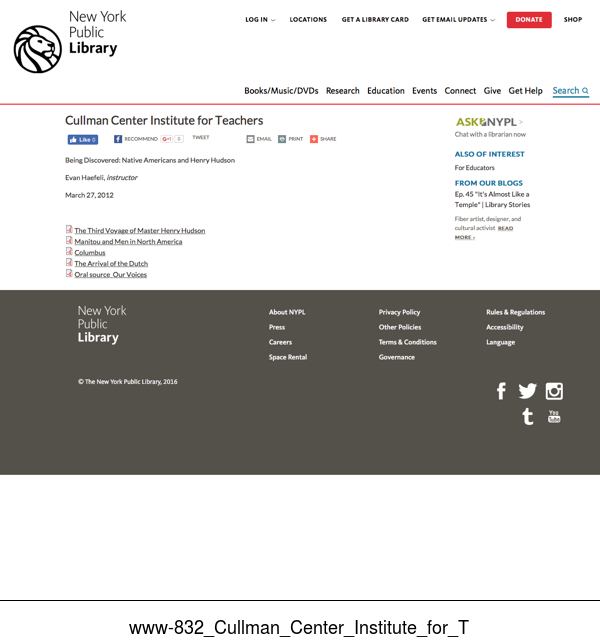 New York
Public
Library
LOG IN
LOCATIONS
GET A LIBRARY CARD
GET EMAIL UPDATES
DONATE
SHOP
Books/Music/DVDs
Research
Education
Events
Connect
Give
Get Help
Search
Cullman Center Institute for Teachers
Like 0
RECOMMEND
G+1 0
TWEET
EMAIL
PRINT
SHARE
Being Discovered: Native Americans and Henry Hudson
Evan Haefeli, instructor
March 27, 2012
The Third Voyage of Master Henry Hudson
Manitou and Men in North America
Columbus
The Arrival of the Dutch
Oral source_Our Voices
ASK NYPL >
Chat with a librarian now
ALSO OF INTEREST
For Educators
FROM OUR BLOGS
Ep. 45 "It's Almost Like a
Temple" | Library Stories
Fiber artist, designer, and
cultural activist READ
MORE ›
New York
Public
Library
About NYPL
Press
Careers
Space Rental
Privacy Policy
Other Policies
Terms & Conditions
Governance
Rules & Regulations
Accessibility
Language
© The New York Public Library, 2016
You
Tube
www-832_Cullman_Center_Institute_for_T